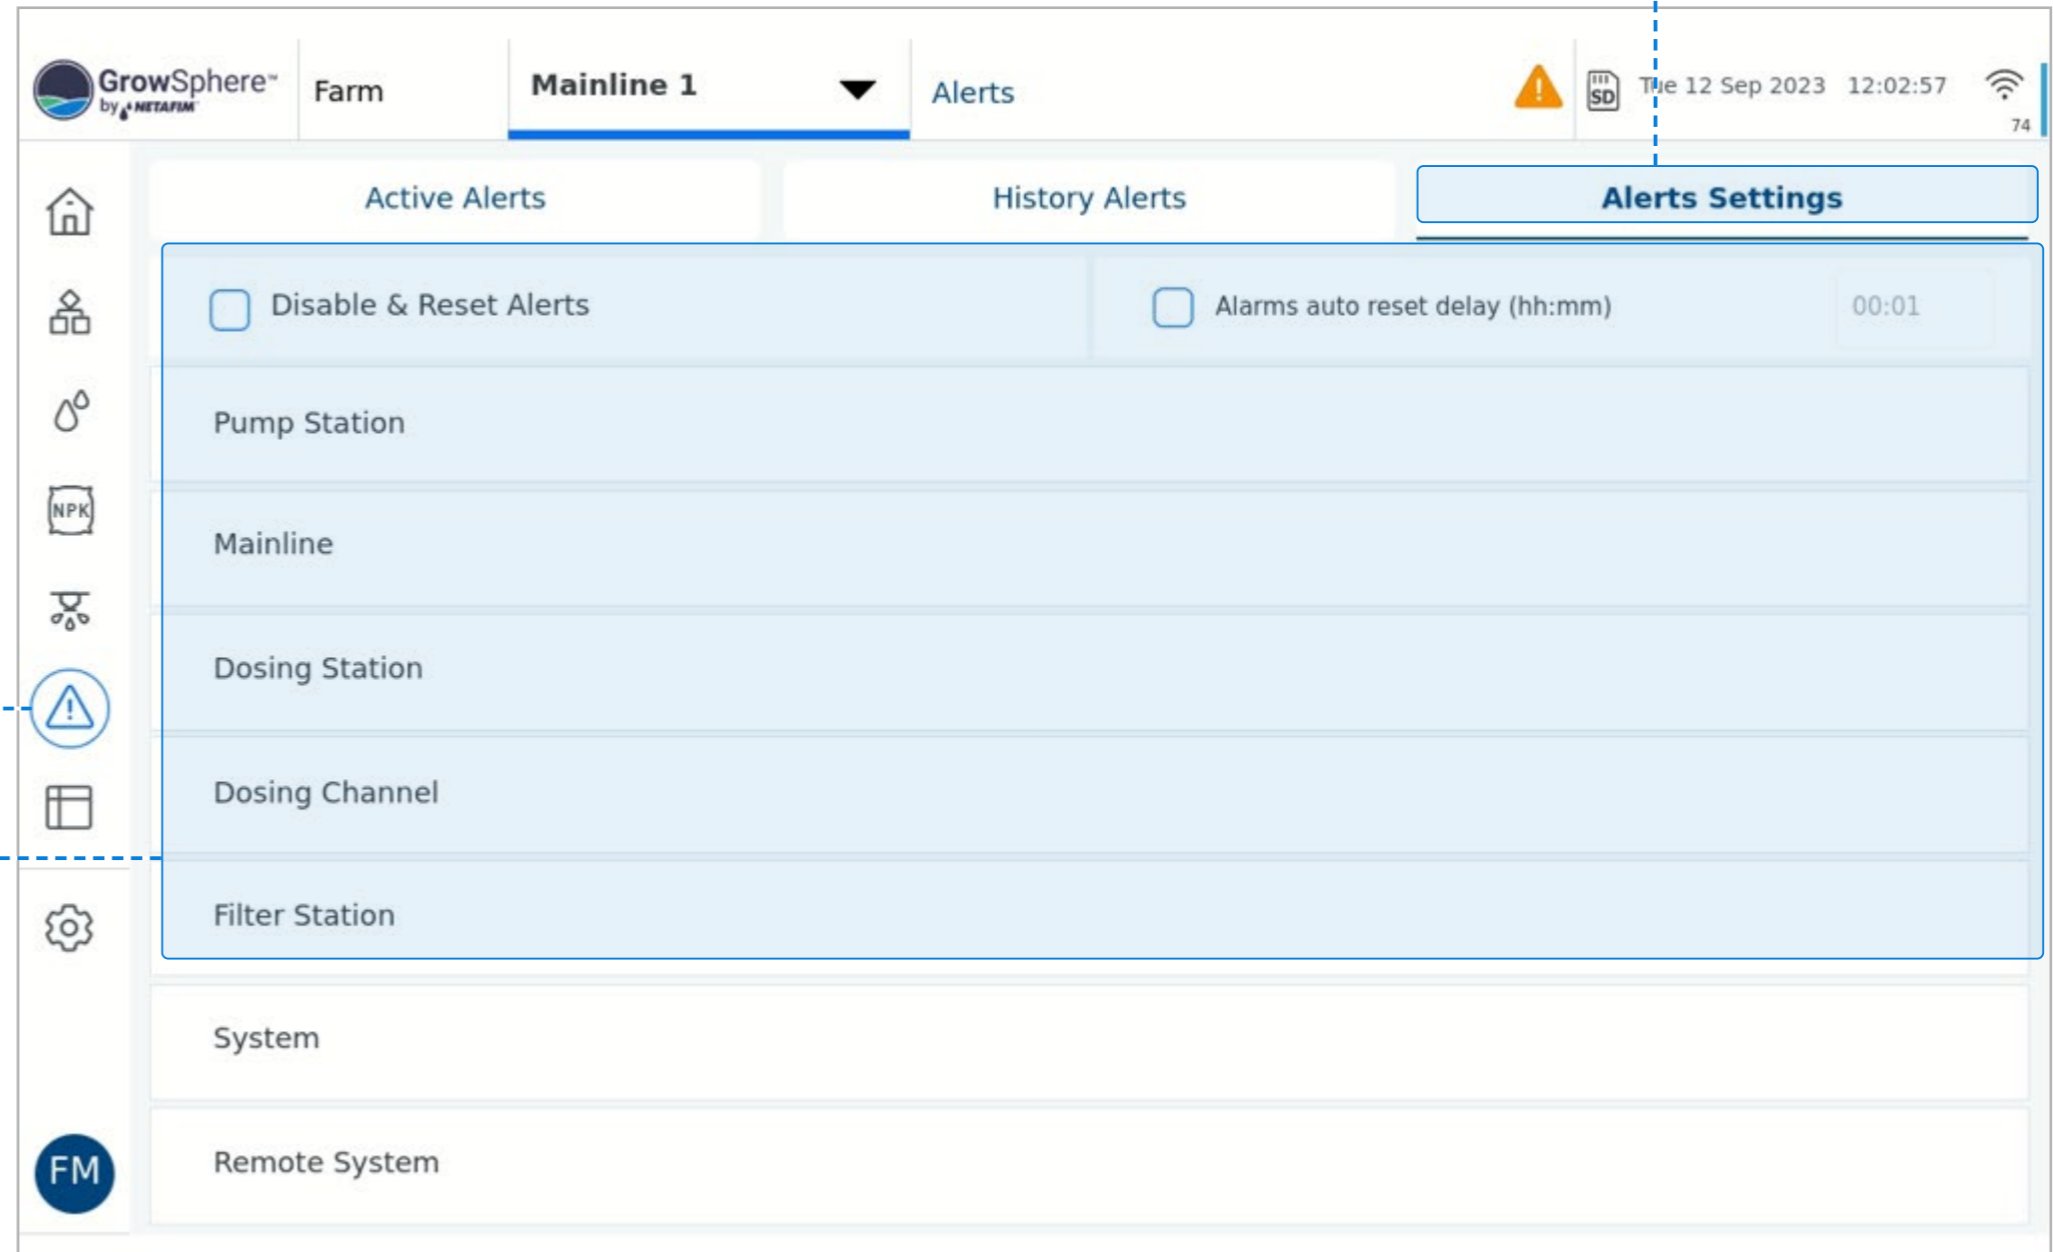 GrowSphere™
by NETAFIM™
Farm
Mainline 1
Alerts
SD
Tue 12 Sep 2023 12:02:57
74
Active Alerts
History Alerts
Alerts Settings
Disable & Reset Alerts
Alarms auto reset delay (hh:mm)
00:01
Pump Station
Mainline
NPK
Dosing Station
Dosing Channel
Filter Station
System
Remote System
FM